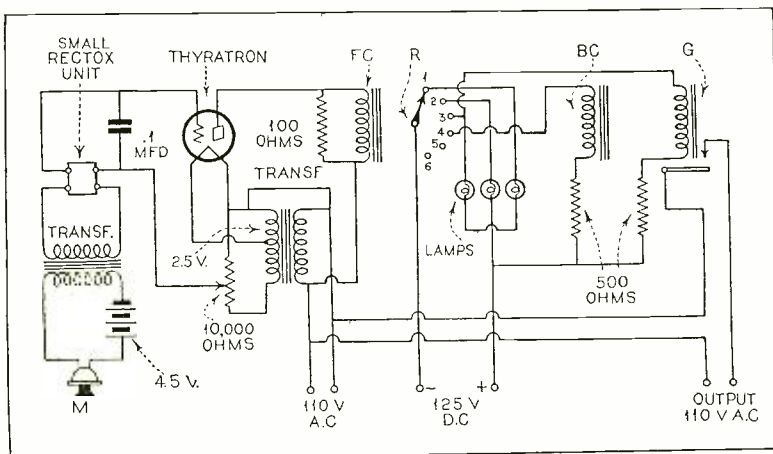 SMALL
RECTOX
UNIT
THYRATRON
FC
R
BC
G
1
2
3
4
5
6
.1
MFD
100
OHMS
TRANSF
TRANSF.
2.5 V.
LAMPS
500
OHMS
10,000
OHMS
4.5 V.
M
110 V
A.C
-
+
125 V
D.C
OUTPUT
110 V A.C